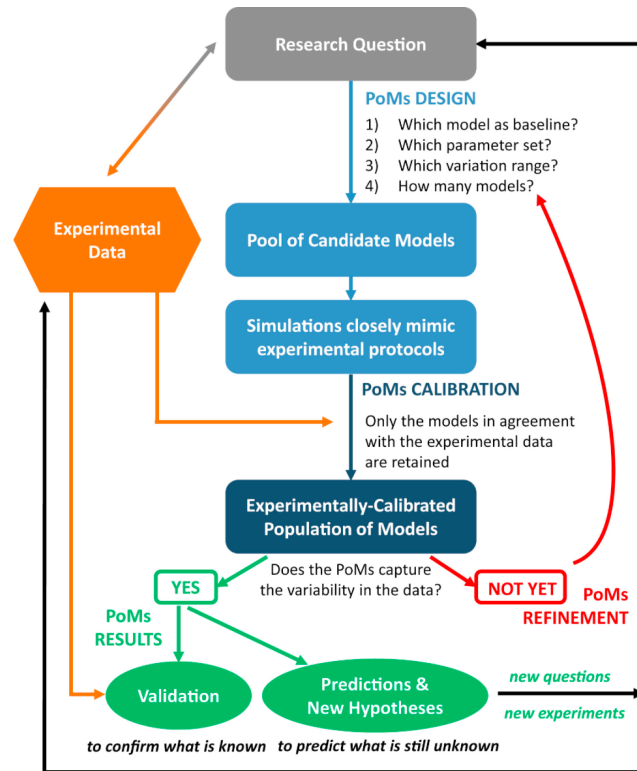 Research Question
PoMs DESIGN
1) Which model as baseline?
2) Which parameter set?
3) Which variation range?
4) How many models?
Experimental
Data
Pool of Candidate Models
Simulations closely mimic
experimental protocols
PoMs CALIBRATION
Only the models in agreement
with the experimental data
are retained
Experimentally-Calibrated
Population of Models
Does the PoMs capture
the variability in the data?
YES
NOT YET
PoMs
REFINEMENT
PoMs
RESULTS
Validation
Predictions &
New Hypotheses
new questions
new experiments
to confirm what is known
to predict what is still unknown